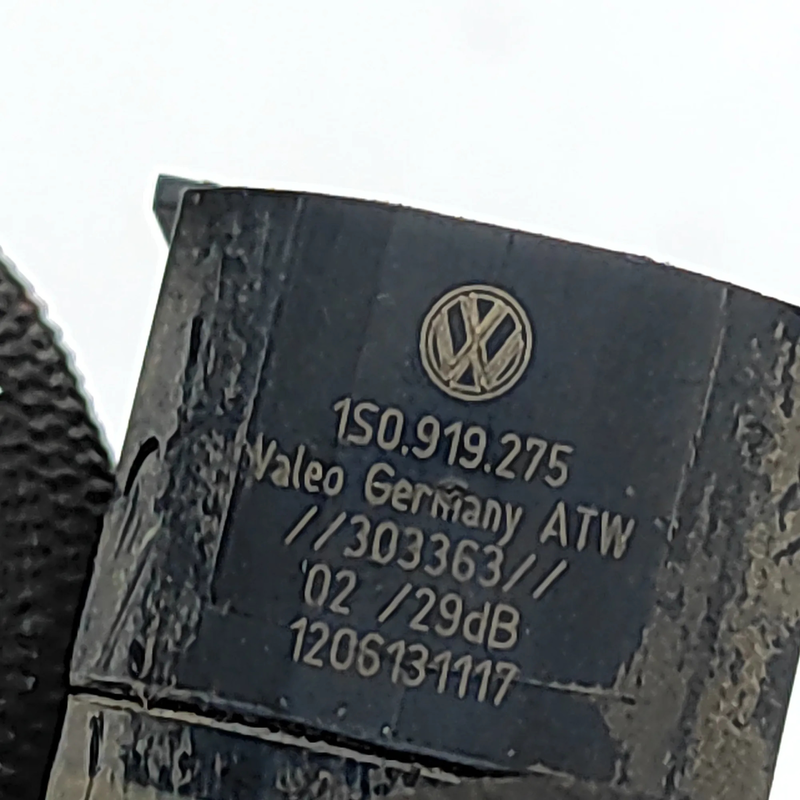 1S0.919.275
Valeo Germany ATW
//303363//
02 /29dB
1206131117